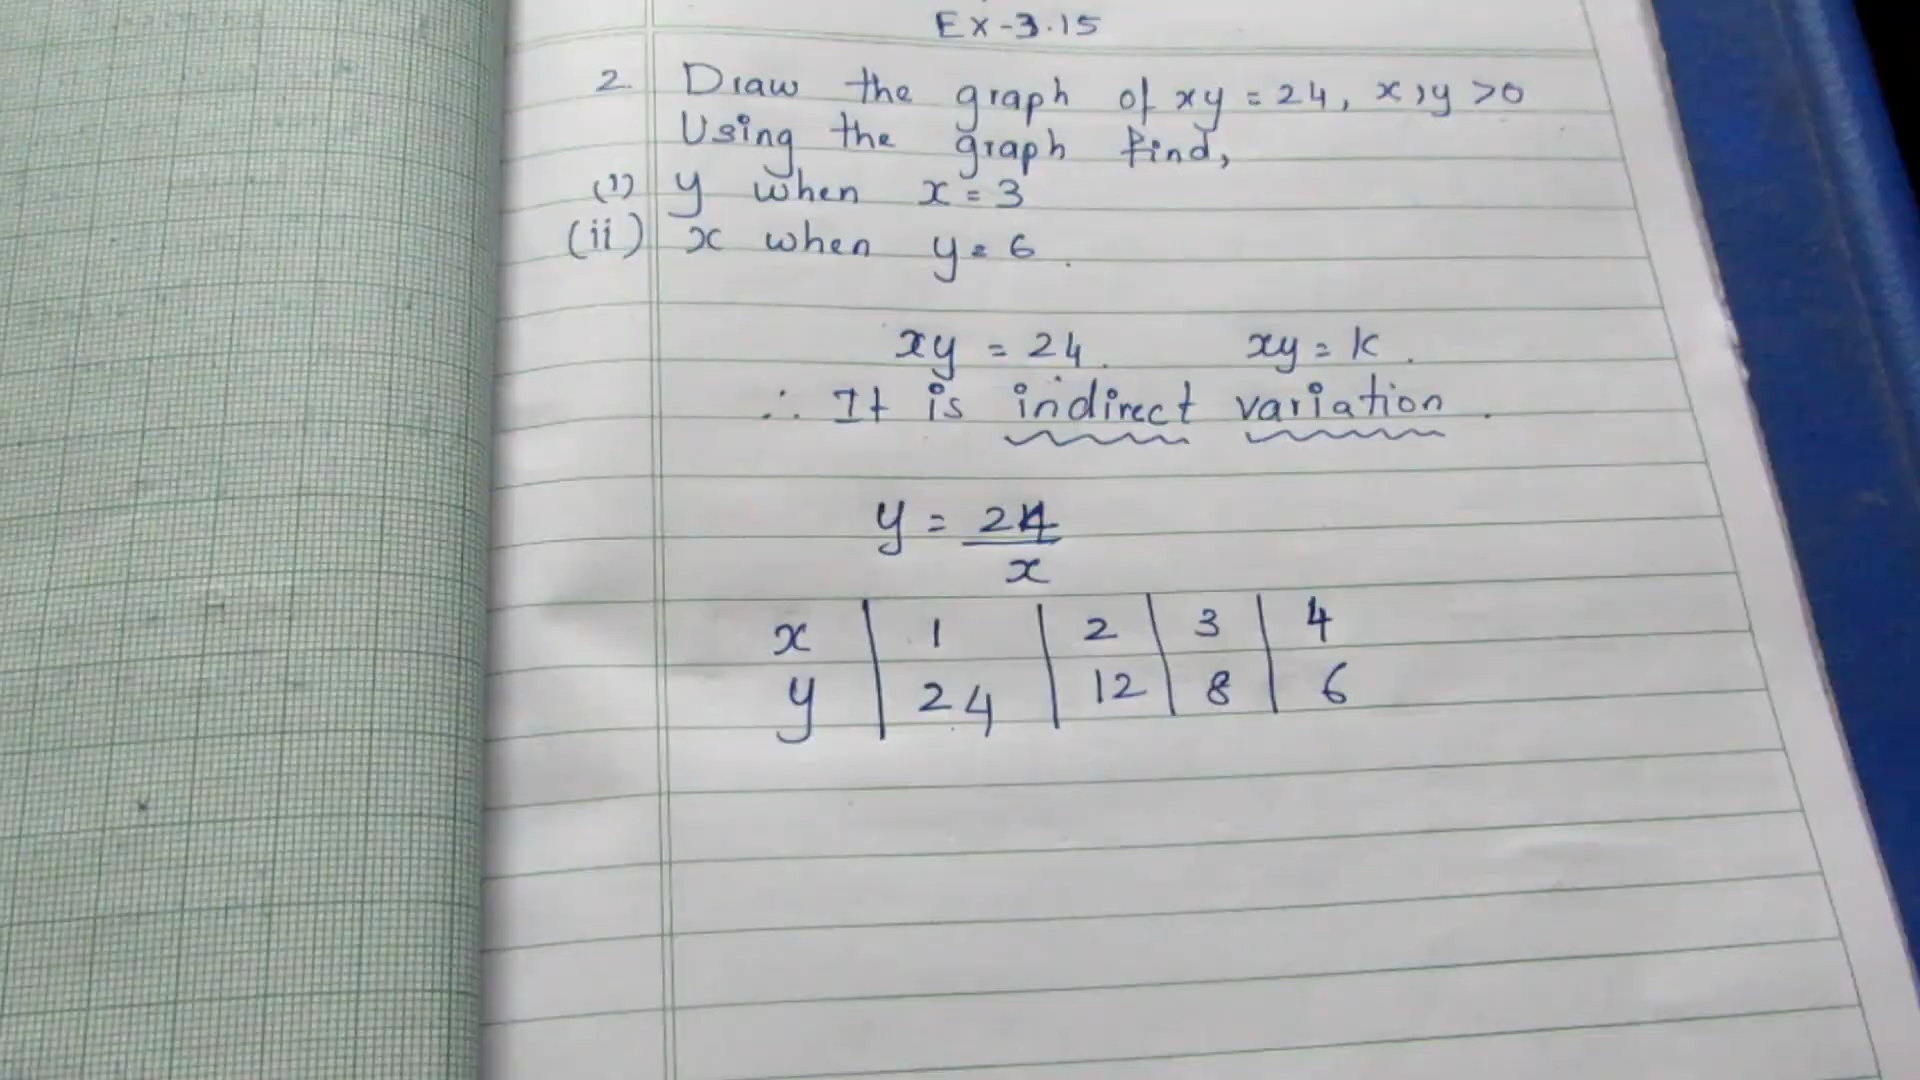 Ex-3.15
2. Draw the graph of xy = 24, x,y >0
Using the graph find,
(i) y when x = 3
(ii) x when y = 6.
xy = 24. xy = k.
∴ It is indirect variation.
y = 24
x
x | 1 | 2 | 3 | 4
y | 24 | 12 | 8 | 6